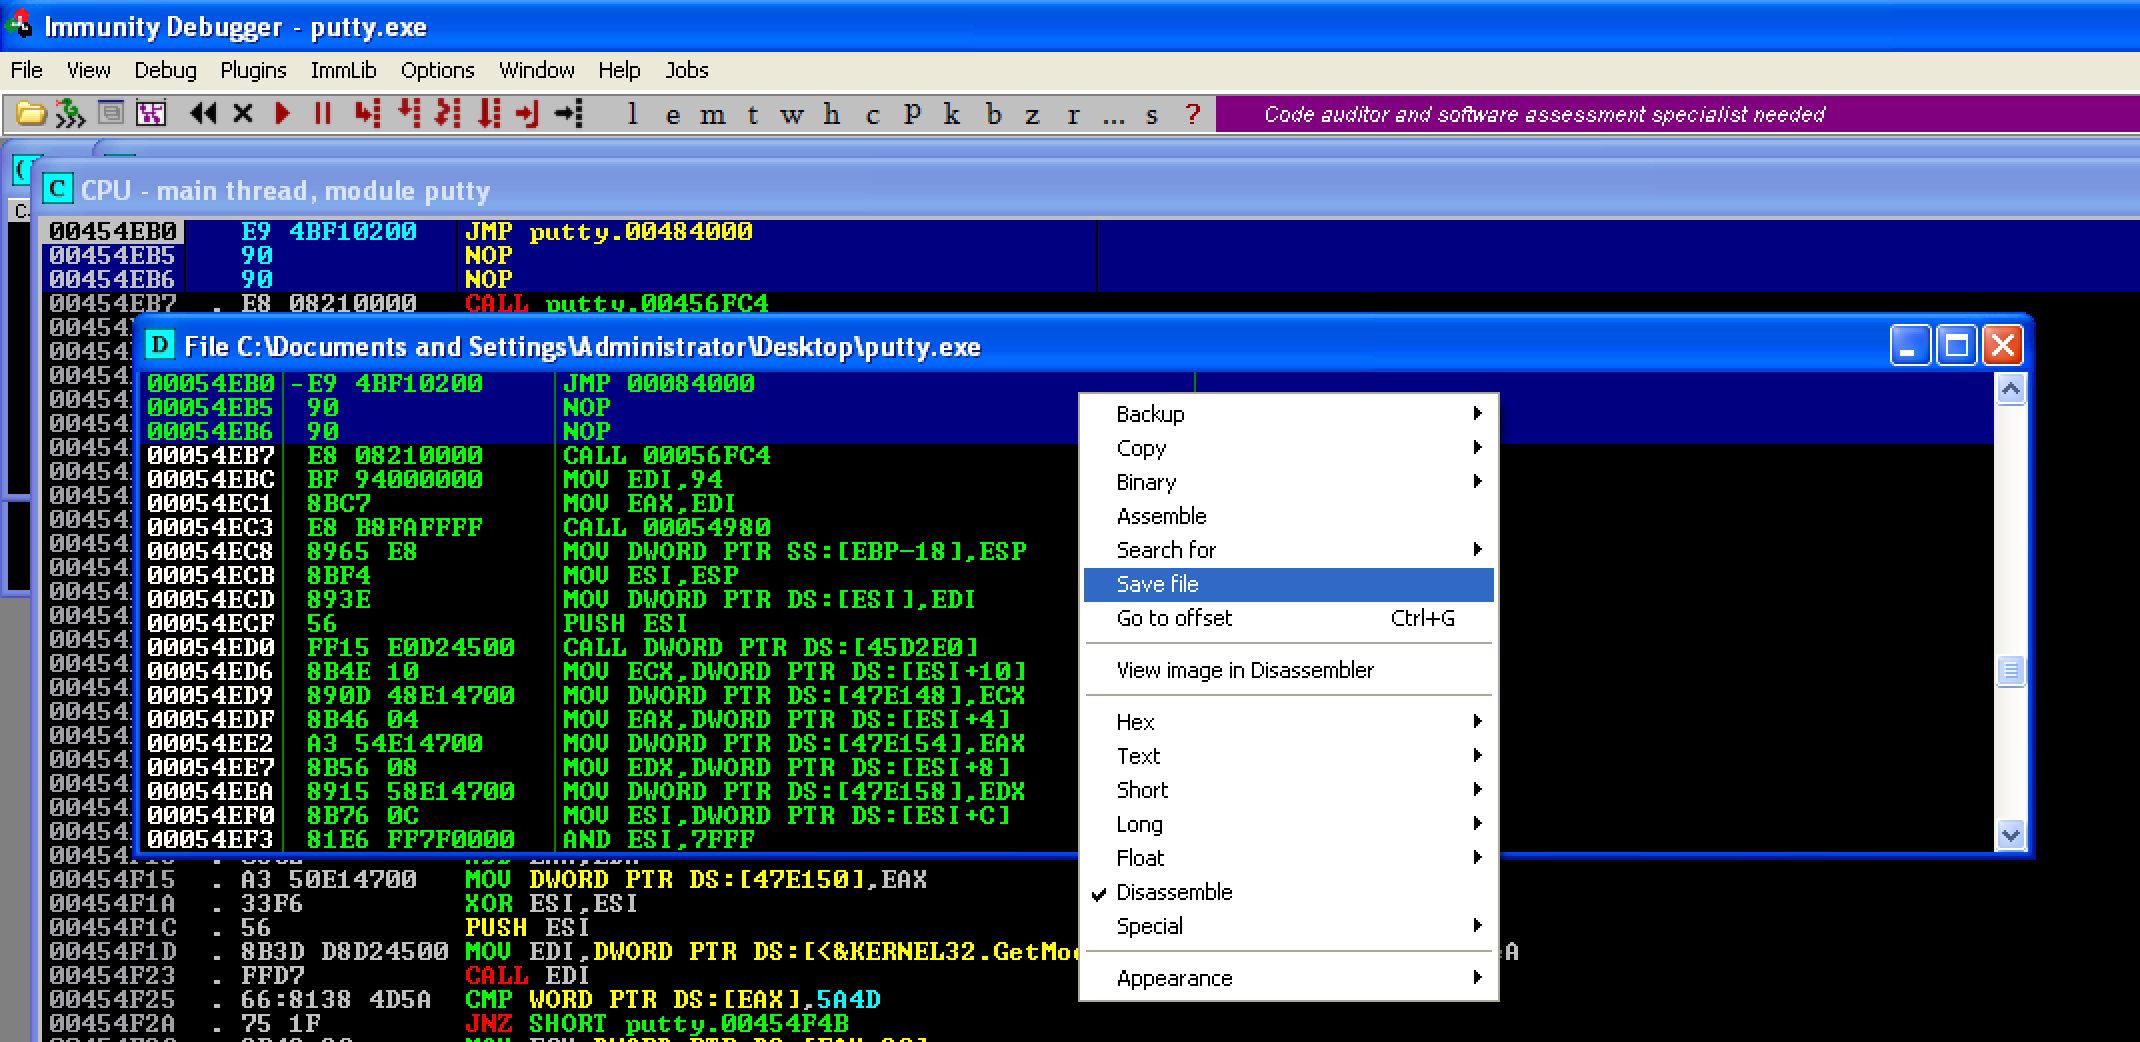 Immunity Debugger - putty.exe
File View Debug Plugins ImmLib Options Window Help Jobs
l e m t w h c P k b z r ... s ? Code auditor and software assessment specialist needed
C CPU - main thread, module putty
00454EB0 E9 4BF10200 JMP putty.00484000
00454EB5 90 NOP
00454EB6 90 NOP
00454EB7 . E8 08210000 CALL putty.00456FC4
D File C:\Documents and Settings\Administrator\Desktop\putty.exe
00054EB0 -E9 4BF10200 JMP 00084000
00054EB5 90 NOP
00054EB6 90 NOP
00054EB7 E8 08210000 CALL 00056FC4
00054EBC BF 94000000 MOV EDI,94
00054EC1 8BC7 MOV EAX,EDI
00054EC3 E8 B8FAFFFF CALL 00054980
00054EC8 8965 E8 MOV DWORD PTR SS:[EBP-18],ESP
00054ECB 8BF4 MOV ESI,ESP
00054ECD 893E MOV DWORD PTR DS:[ESI],EDI
00054ECF 56 PUSH ESI
00054ED0 FF15 E0D24500 CALL DWORD PTR DS:[45D2E0]
00054ED6 8B4E 10 MOV ECX,DWORD PTR DS:[ESI+10]
00054ED9 890D 48E14700 MOV DWORD PTR DS:[47E148],ECX
00054EDF 8B46 04 MOV EAX,DWORD PTR DS:[ESI+4]
00054EE2 A3 54E14700 MOV DWORD PTR DS:[47E154],EAX
00054EE7 8B56 08 MOV EDX,DWORD PTR DS:[ESI+8]
00054EEA 8915 58E14700 MOV DWORD PTR DS:[47E158],EDX
00054EF0 8B76 0C MOV ESI,DWORD PTR DS:[ESI+C]
00054EF3 81E6 FF7F0000 AND ESI,7FFF
Backup
Copy
Binary
Assemble
Search for
Save file
Go to offset Ctrl+G
View image in Disassembler
Hex
Text
Short
Long
Float
Disassemble
Special
Appearance
00454F15 . A3 50E14700 MOV DWORD PTR DS:[47E150],EAX
00454F1A . 33F6 XOR ESI,ESI
00454F1C . 56 PUSH ESI
00454F1D . 8B3D D8D24500 MOV EDI,DWORD PTR DS:[<&KERNEL32.GetMo
00454F23 . FFD7 CALL EDI
00454F25 . 66:8138 4D5A CMP WORD PTR DS:[EAX],5A4D
00454F2A . 75 1F JNZ SHORT putty.00454F4B